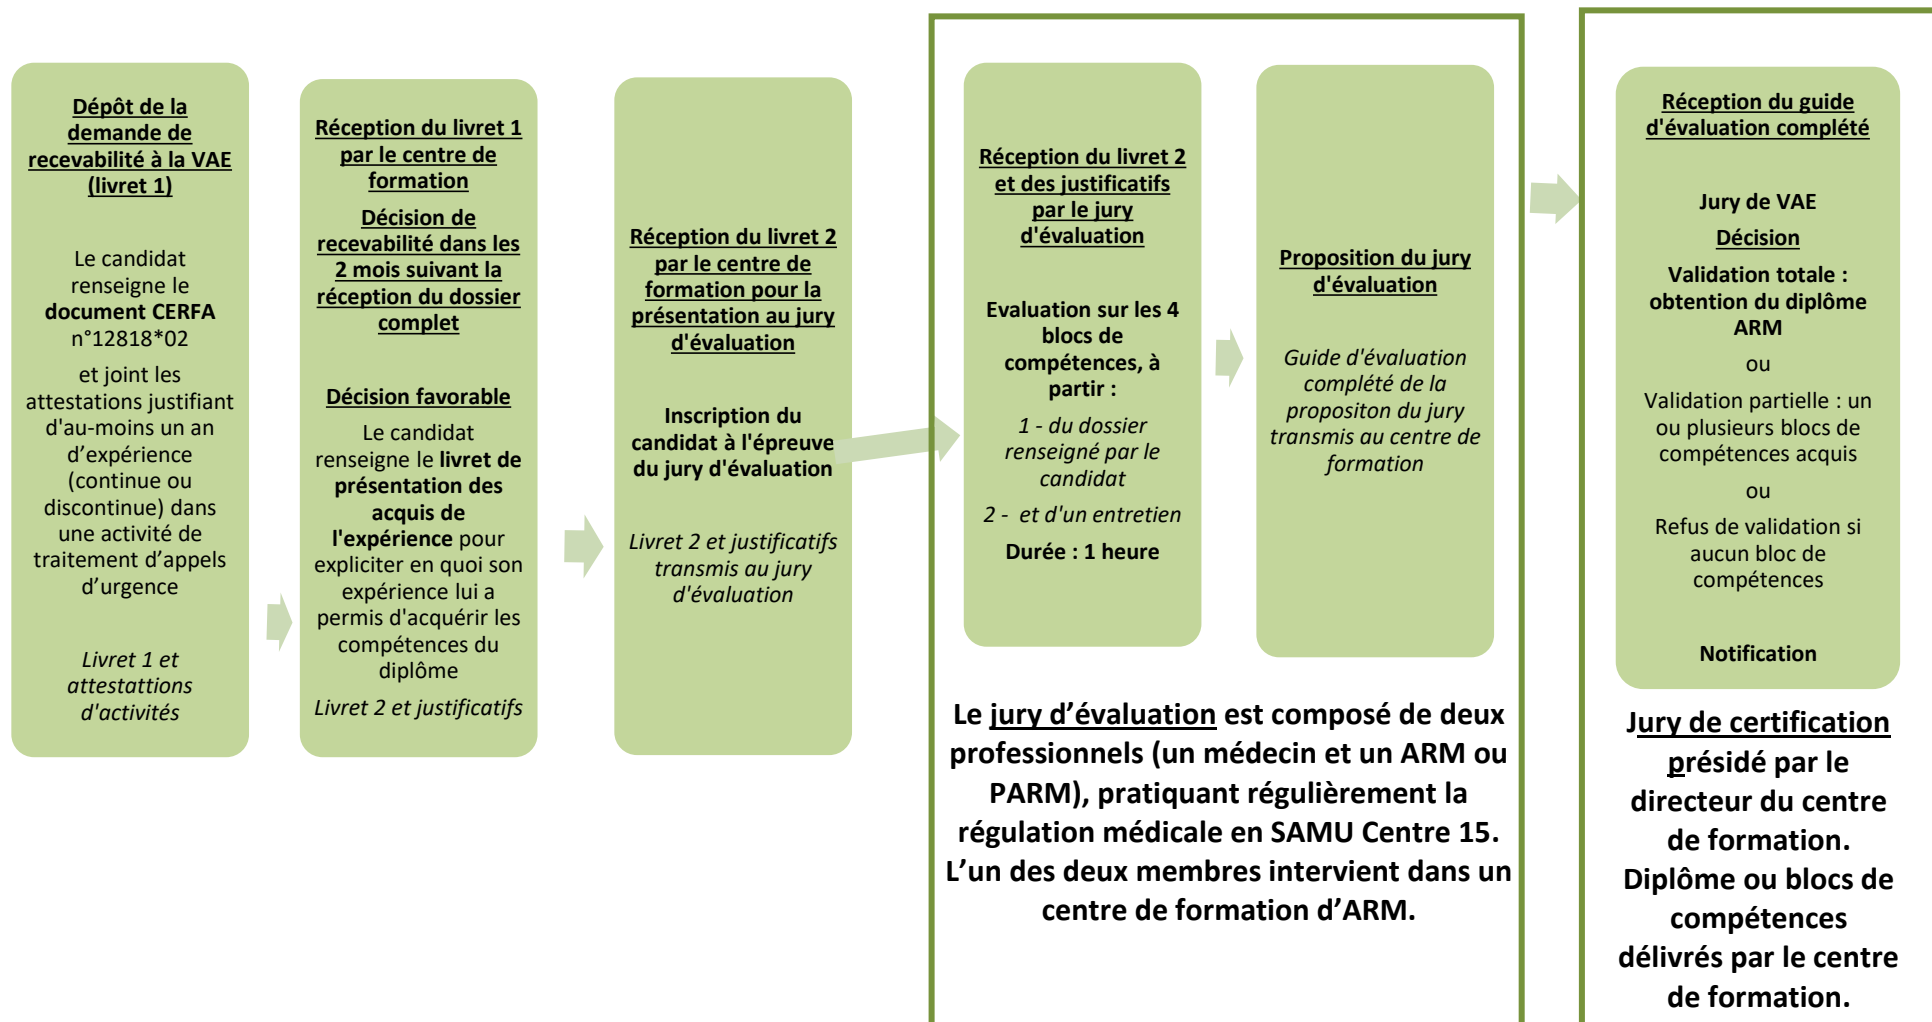 Dépôt de la
demande de
recevabilité à la VAE
(livret 1)
Le candidat
renseigne le
document CERFA
n°12818*02
et joint les
attestations justifiant
d'au-moins un an
d’expérience
(continue ou
discontinue) dans
une activité de
traitement d’appels
d’urgence
Livret 1 et
attestattions
d'activités
Réception du livret 1
par le centre de
formation
Décision de
recevabilité dans les
2 mois suivant la
réception du dossier
complet
Décision favorable
Le candidat
renseigne le livret de
présentation des
acquis de
l'expérience pour
expliciter en quoi son
expérience lui a
permis d'acquérir les
compétences du
diplôme
Livret 2 et justificatifs
Réception du livret 2
par le centre de
formation pour la
présentation au jury
d'évaluation
Inscription du
candidat à l'épreuve
du jury d'évaluation
Livret 2 et justificatifs
transmis au jury
d'évaluation
Réception du livret 2
et des justificatifs
par le jury
d'évaluation
Evaluation sur les 4
blocs de
compétences, à
partir :
1 - du dossier
renseigné par le
candidat
2 - et d'un entretien
Durée : 1 heure
Proposition du jury
d'évaluation
Guide d'évaluation
complété de la
propositon du jury
transmis au centre de
formation
Le jury d’évaluation est composé de deux
professionnels (un médecin et un ARM ou
PARM), pratiquant régulièrement la
régulation médicale en SAMU Centre 15.
L’un des deux membres intervient dans un
centre de formation d’ARM.
Réception du guide
d'évaluation complété
Jury de VAE
Décision
Validation totale :
obtention du diplôme
ARM
ou
Validation partielle : un
ou plusieurs blocs de
compétences acquis
ou
Refus de validation si
aucun bloc de
compétences
Notification
Jury de certification
présidé par le
directeur du centre
de formation.
Diplôme ou blocs de
compétences
délivrés par le centre
de formation.